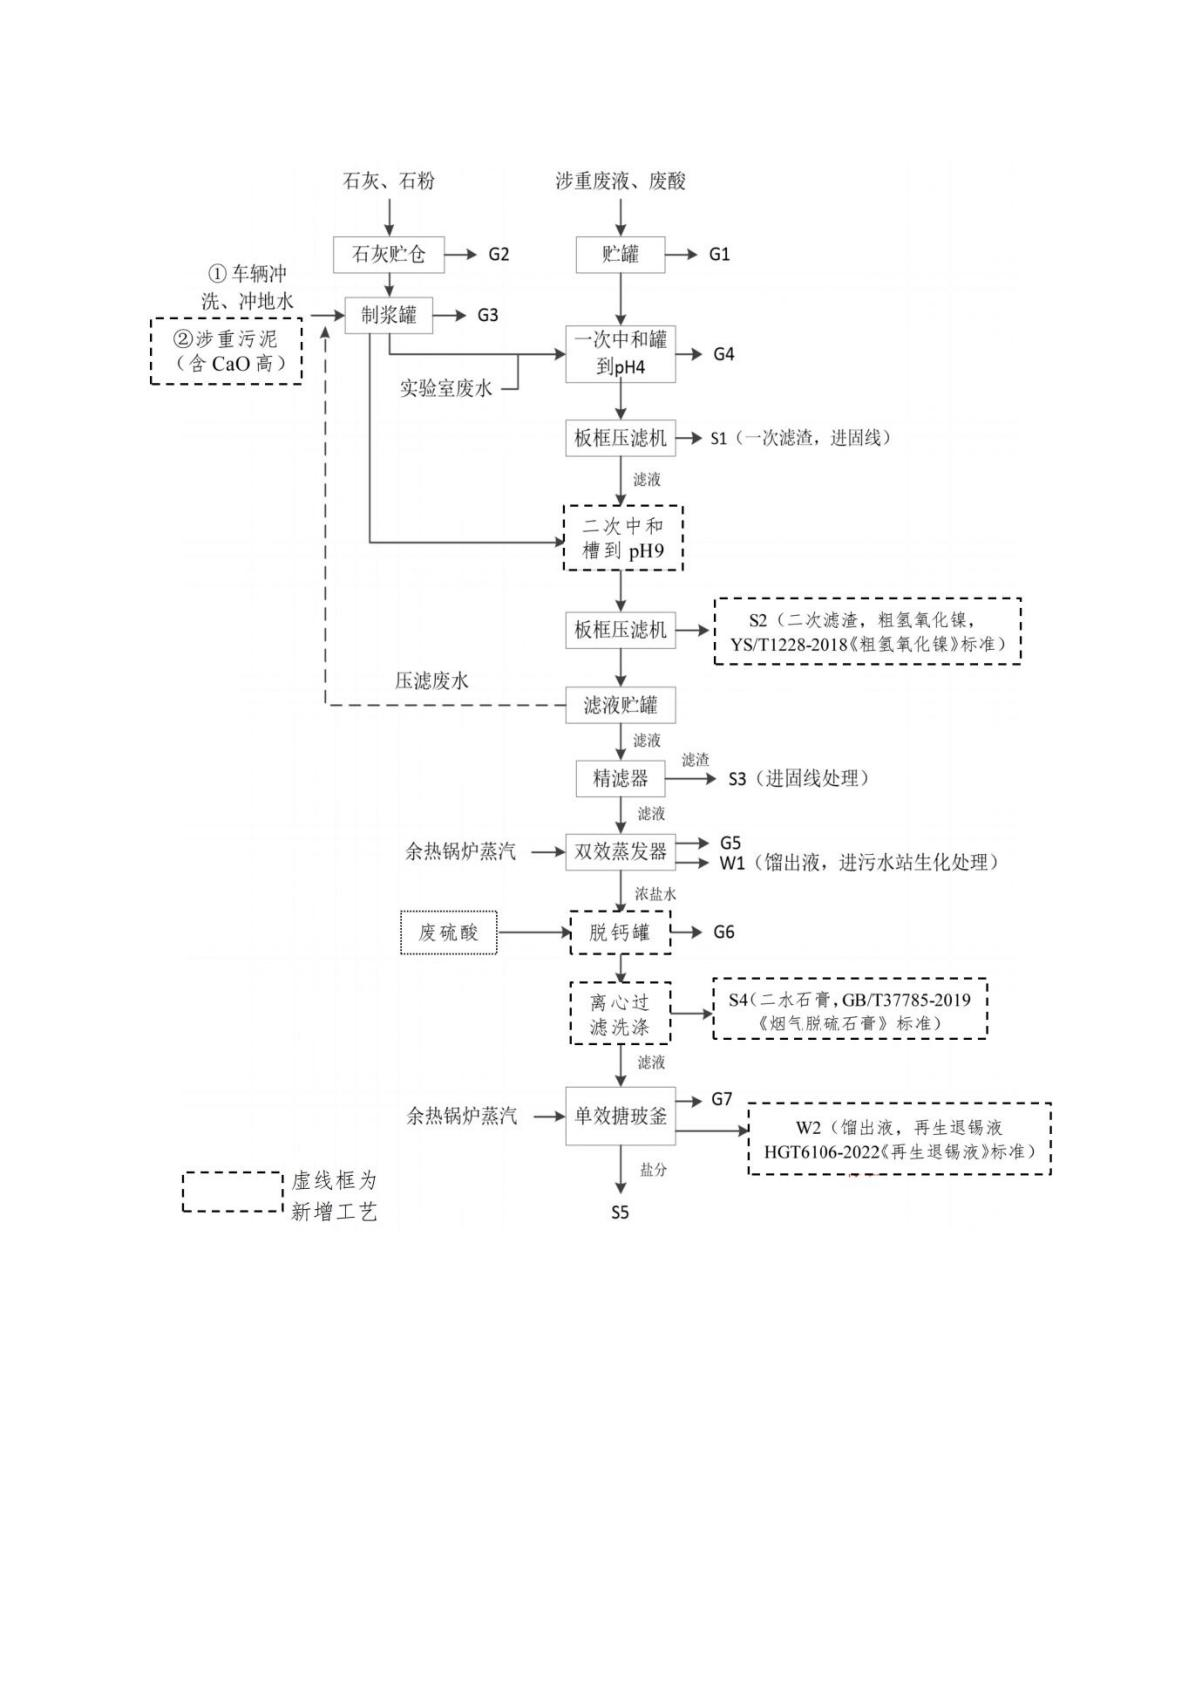 石灰、石粉
涉重废液、废酸
石灰贮仓
G2
贮罐
G1
① 车辆冲
洗、冲地水
制浆罐
G3
②涉重污泥
（含 CaO 高）
一次中和罐
到pH4
G4
实验室废水
板框压滤机
S1（一次滤渣，进固线）
滤液
二次中和
槽到 pH9
板框压滤机
S2（二次滤渣，粗氢氧化镍，
YS/T1228-2018《粗氢氧化镍》标准）
压滤废水
滤液贮罐
滤液
滤渣
精滤器
S3（进固线处理）
滤液
余热锅炉蒸汽
双效蒸发器
G5
W1（馏出液，进污水站生化处理）
浓盐水
废硫酸
脱钙罐
G6
离心过
滤洗涤
S4（二水石膏，GB/T37785-2019
《烟气脱硫石膏》标准）
滤液
余热锅炉蒸汽
单效搪玻釜
G7
W2（馏出液，再生退锡液
HGT6106-2022《再生退锡液》标准）
盐分
虚线框为
新增工艺
S5